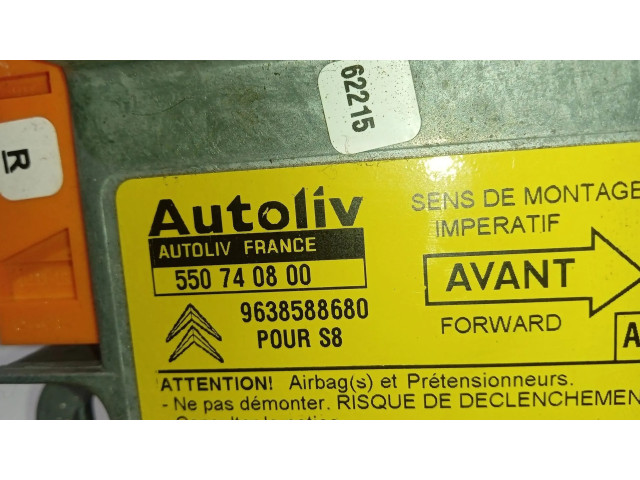 62215
R
Autoliv
AUTOLIV FRANCE
550 74 08 00
9638588680
POUR S8
SENS DE MONTAGE
IMPERATIF
AVANT
FORWARD
A
ATTENTION! Airbag(s) et Prétensionneurs.
- Ne pas démonter. RISQUE DE DECLENCHEME